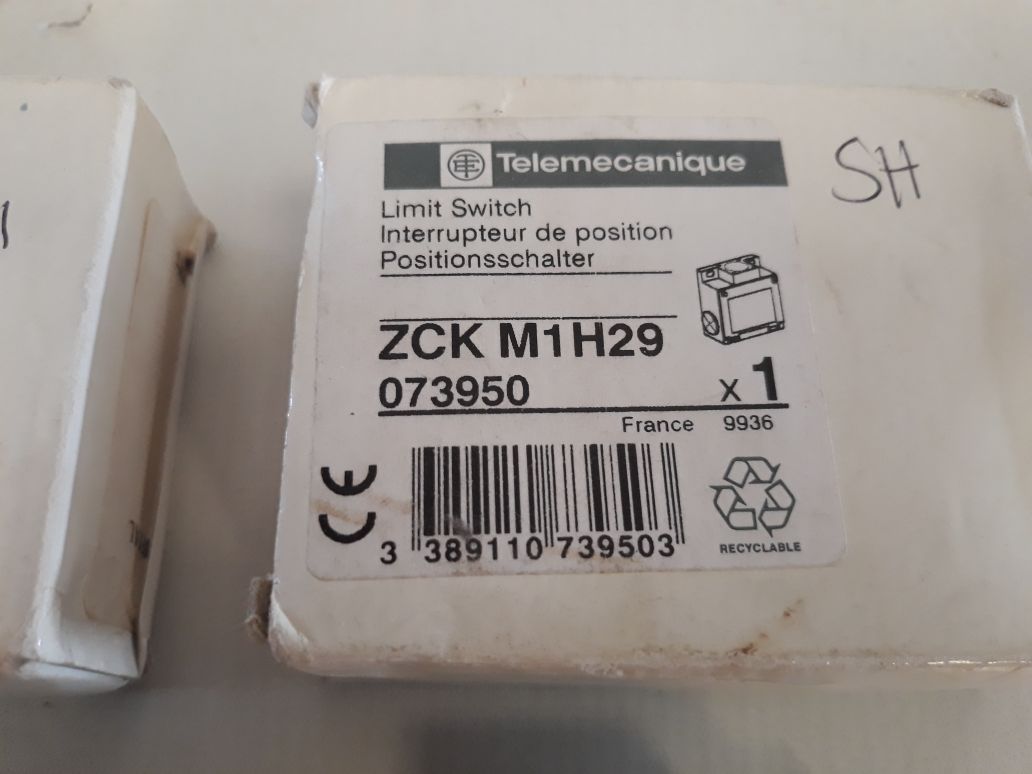 Telemecanique
SH
Limit Switch
Interrupteur de position
Positionsschalter
ZCK M1H29
073950 x 1
France 9936
CE
3 389110 739503
RECYCLABLE